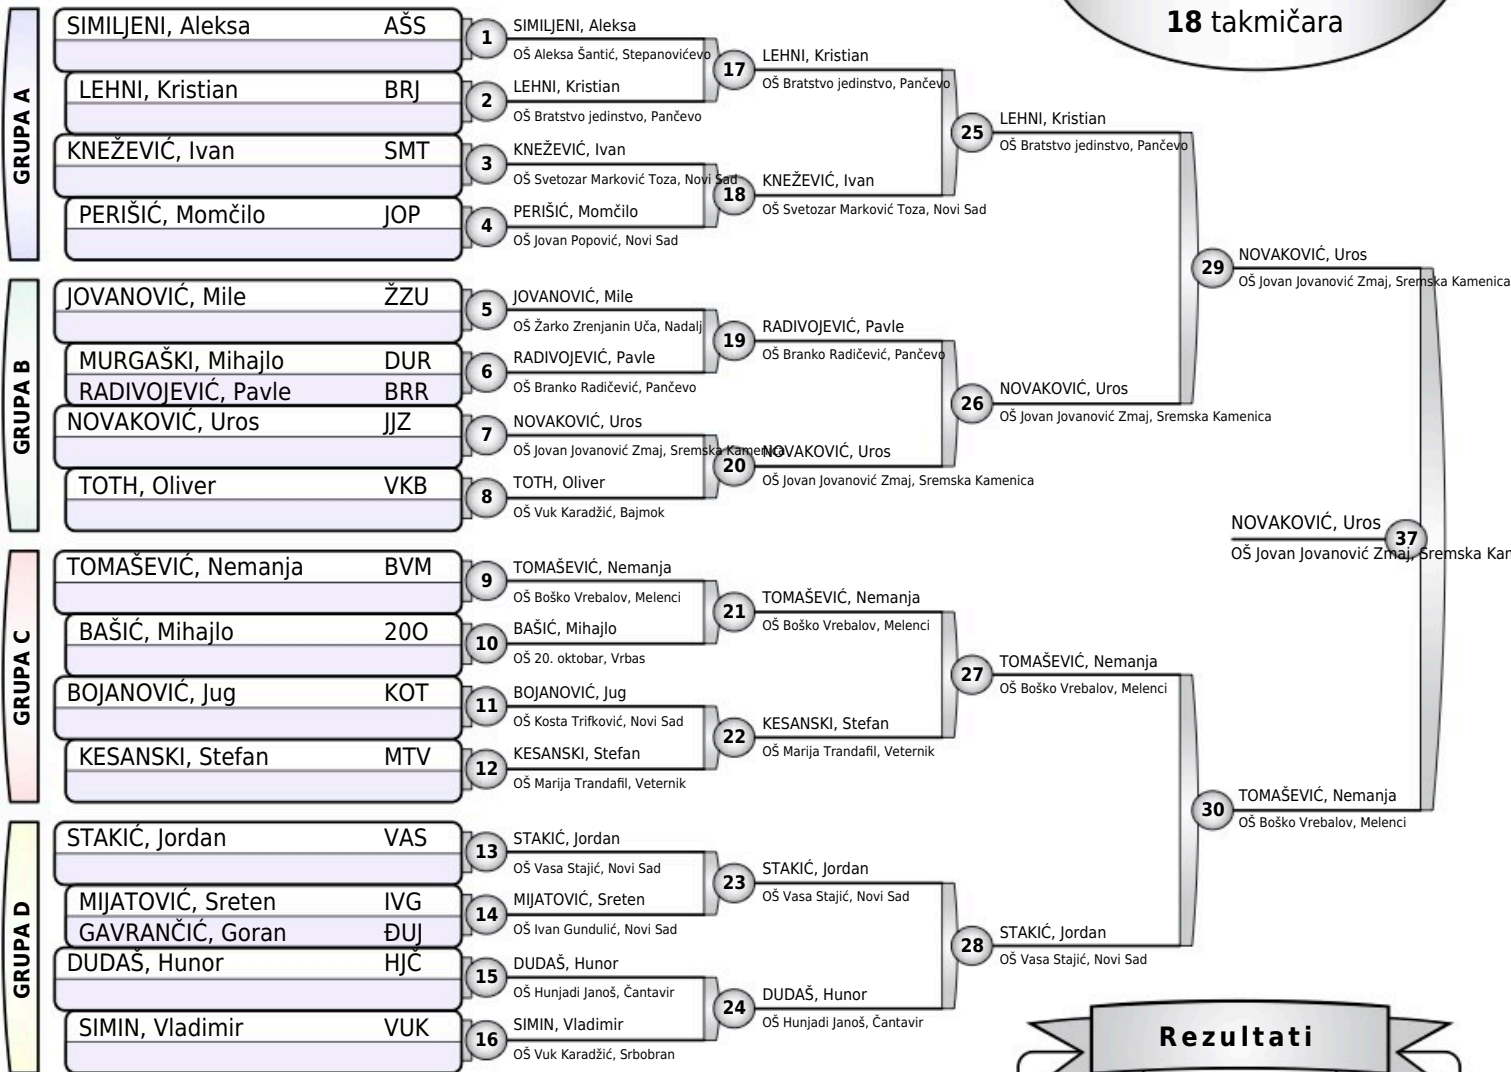 18 takmičara
GRUPA A
SIMILJENI, Aleksa AŠS
LEHNI, Kristian BRJ
KNEŽEVIĆ, Ivan SMT
PERIŠIĆ, Momčilo JOP
GRUPA B
JOVANOVIĆ, Mile ŽZU
MURGAŠKI, Mihajlo DUR
RADIVOJEVIĆ, Pavle BRR
NOVAKOVIĆ, Uros JJZ
TOTH, Oliver VKB
GRUPA C
TOMAŠEVIĆ, Nemanja BVM
BAŠIĆ, Mihajlo 20O
BOJANOVIĆ, Jug KOT
KESANSKI, Stefan MTV
GRUPA D
STAKIĆ, Jordan VAS
MIJATOVIĆ, Sreten IVG
GAVRANČIĆ, Goran ĐUJ
DUDAŠ, Hunor HJČ
SIMIN, Vladimir VUK
1 SIMILJENI, Aleksa
OŠ Aleksa Šantić, Stepanovićevo
2 LEHNI, Kristian
OŠ Bratstvo jedinstvo, Pančevo
3 KNEŽEVIĆ, Ivan
OŠ Svetozar Marković Toza, Novi Sad
4 PERIŠIĆ, Momčilo
OŠ Jovan Popović, Novi Sad
5 JOVANOVIĆ, Mile
OŠ Žarko Zrenjanin Uča, Nadalj
6 RADIVOJEVIĆ, Pavle
OŠ Branko Radičević, Pančevo
7 NOVAKOVIĆ, Uros
OŠ Jovan Jovanović Zmaj, Sremska Kamenica
8 TOTH, Oliver
OŠ Vuk Karadžić, Bajmok
9 TOMAŠEVIĆ, Nemanja
OŠ Boško Vrebalov, Melenci
10 BAŠIĆ, Mihajlo
OŠ 20. oktobar, Vrbas
11 BOJANOVIĆ, Jug
OŠ Kosta Trifković, Novi Sad
12 KESANSKI, Stefan
OŠ Marija Trandafil, Veternik
13 STAKIĆ, Jordan
OŠ Vasa Stajić, Novi Sad
14 MIJATOVIĆ, Sreten
OŠ Ivan Gundulić, Novi Sad
15 DUDAŠ, Hunor
OŠ Hunjadi Janoš, Čantavir
16 SIMIN, Vladimir
OŠ Vuk Karadžić, Srbobran
17 LEHNI, Kristian
OŠ Bratstvo jedinstvo, Pančevo
18 KNEŽEVIĆ, Ivan
OŠ Svetozar Marković Toza, Novi Sad
19 RADIVOJEVIĆ, Pavle
OŠ Branko Radičević, Pančevo
20 NOVAKOVIĆ, Uros
OŠ Jovan Jovanović Zmaj, Sremska Kamenica
21 TOMAŠEVIĆ, Nemanja
OŠ Boško Vrebalov, Melenci
22 KESANSKI, Stefan
OŠ Marija Trandafil, Veternik
23 STAKIĆ, Jordan
OŠ Vasa Stajić, Novi Sad
24 DUDAŠ, Hunor
OŠ Hunjadi Janoš, Čantavir
25 LEHNI, Kristian
OŠ Bratstvo jedinstvo, Pančevo
26 NOVAKOVIĆ, Uros
OŠ Jovan Jovanović Zmaj, Sremska Kamenica
27 TOMAŠEVIĆ, Nemanja
OŠ Boško Vrebalov, Melenci
28 STAKIĆ, Jordan
OŠ Vasa Stajić, Novi Sad
29 NOVAKOVIĆ, Uros
OŠ Jovan Jovanović Zmaj, Sremska Kamenica
30 TOMAŠEVIĆ, Nemanja
OŠ Boško Vrebalov, Melenci
NOVAKOVIĆ, Uros 37
OŠ Jovan Jovanović Zmaj, Sremska
Rezultati